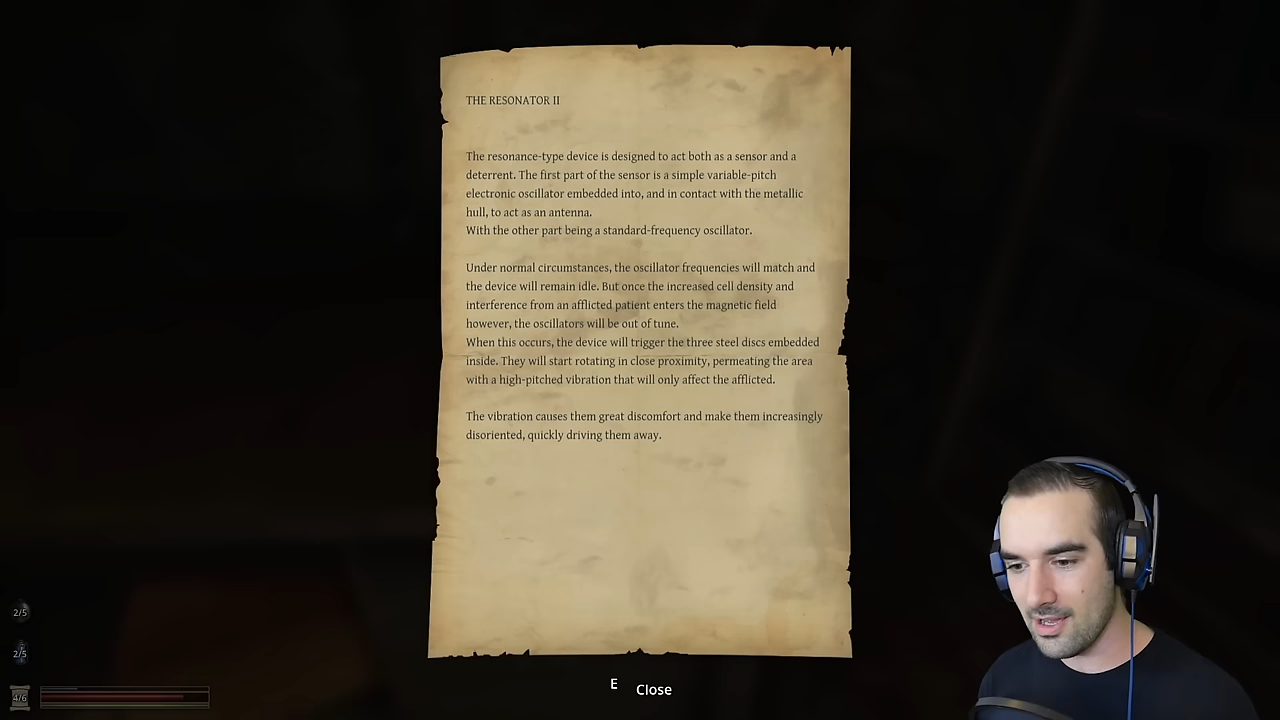 THE RESONATOR II
The resonance-type device is designed to act both as a sensor and a
deterrent. The first part of the sensor is a simple variable-pitch
electronic oscillator embedded into, and in contact with the metallic
hull, to act as an antenna.
With the other part being a standard-frequency oscillator.
Under normal circumstances, the oscillator frequencies will match and
the device will remain idle. But once the increased cell density and
interference from an afflicted patient enters the magnetic field
however, the oscillators will be out of tune.
When this occurs, the device will trigger the three steel discs embedded
inside. They will start rotating in close proximity, permeating the area
with a high-pitched vibration that will only affect the afflicted.
The vibration causes them great discomfort and make them increasingly
disoriented, quickly driving them away.
2/5
2/5
4/6
E Close